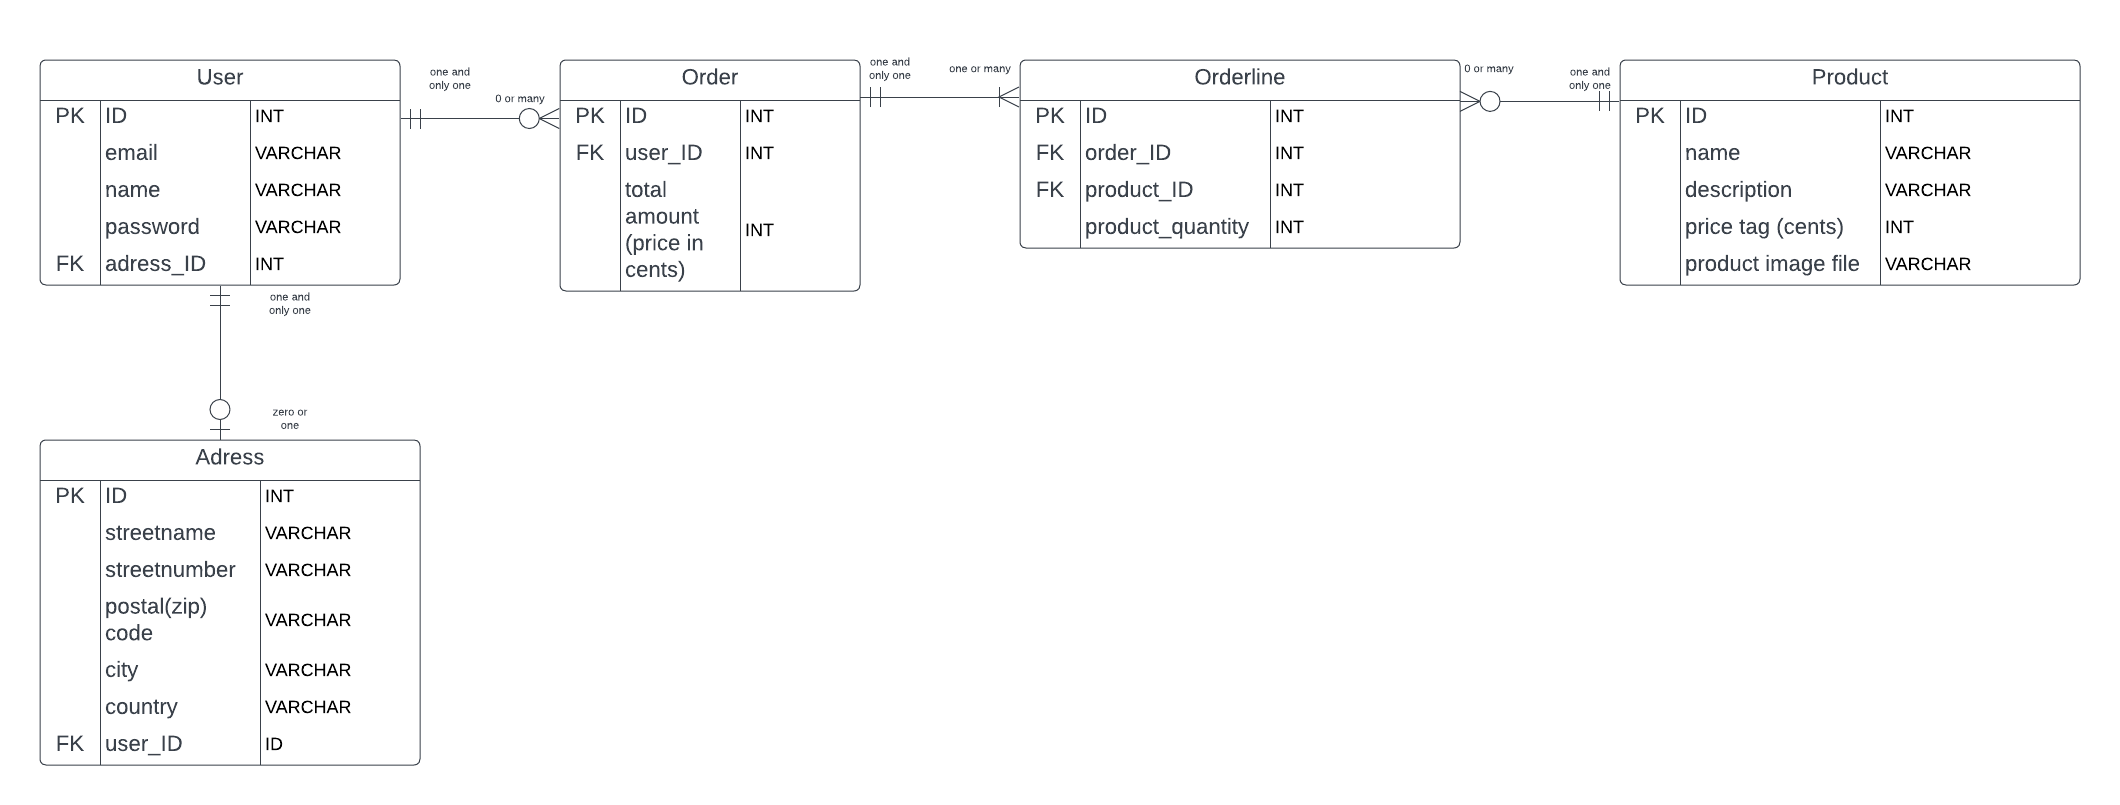 User
PK ID INT
email VARCHAR
name VARCHAR
password VARCHAR
FK adress_ID INT
one and
only one
0 or many
Order
PK ID INT
FK user_ID INT
total
amount
(price in
cents)
INT
one and
only one
one or many
Orderline
PK ID INT
FK order_ID INT
FK product_ID INT
product_quantity INT
0 or many
one and
only one
Product
PK ID INT
name VARCHAR
description VARCHAR
price tag (cents) INT
product image file VARCHAR
one and
only one
zero or
one
Adress
PK ID INT
streetname VARCHAR
streetnumber VARCHAR
postal(zip)
code
VARCHAR
city VARCHAR
country VARCHAR
FK user_ID ID